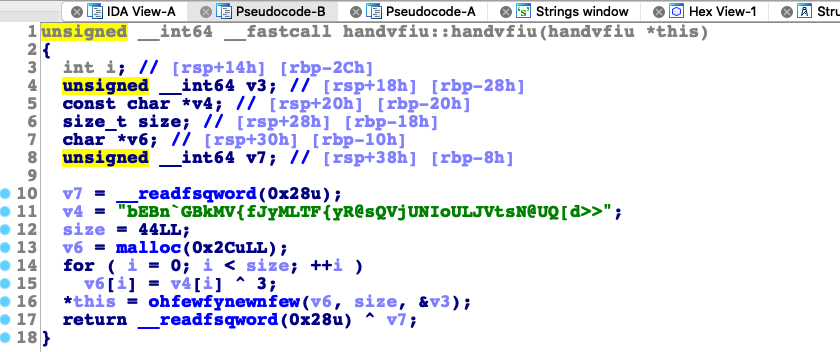 IDA View-A Pseudocode-B Pseudocode-A Strings window Hex View-1 Stru
1 unsigned __int64 __fastcall handvfiu::handvfiu(handvfiu *this)
2 {
3 int i; // [rsp+14h] [rbp-2Ch]
4 unsigned __int64 v3; // [rsp+18h] [rbp-28h]
5 const char *v4; // [rsp+20h] [rbp-20h]
6 size_t size; // [rsp+28h] [rbp-18h]
7 char *v6; // [rsp+30h] [rbp-10h]
8 unsigned __int64 v7; // [rsp+38h] [rbp-8h]
9
10 v7 = __readfsqword(0x28u);
11 v4 = "bEBn`GBkMV{fJyMLTF{yR@sQVjUNIoULJVtsN@UQ[d>>";
12 size = 44LL;
13 v6 = malloc(0x2CuLL);
14 for ( i = 0; i < size; ++i )
15 v6[i] = v4[i] ^ 3;
16 *this = ohfewfynewnfew(v6, size, &v3);
17 return __readfsqword(0x28u) ^ v7;
18 }